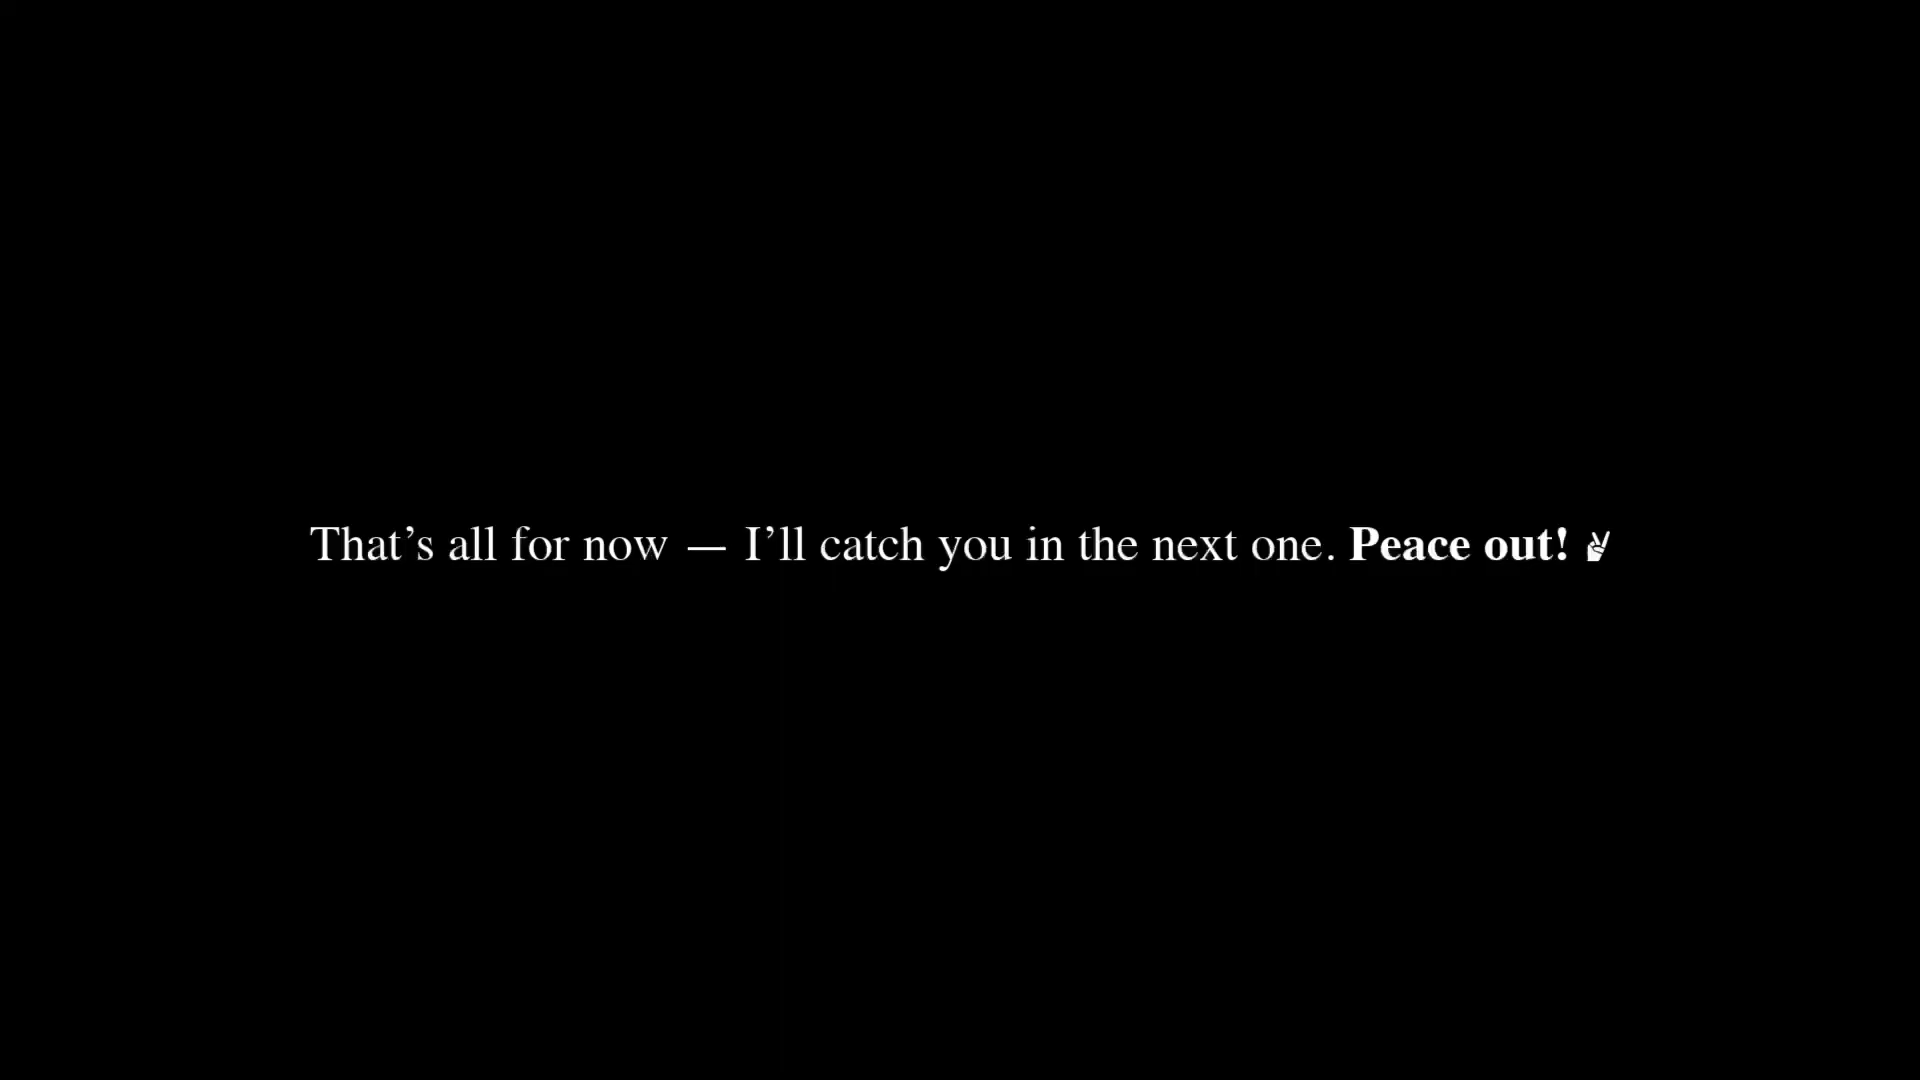 That’s all for now — I’ll catch you in the next one. Peace out! ✌